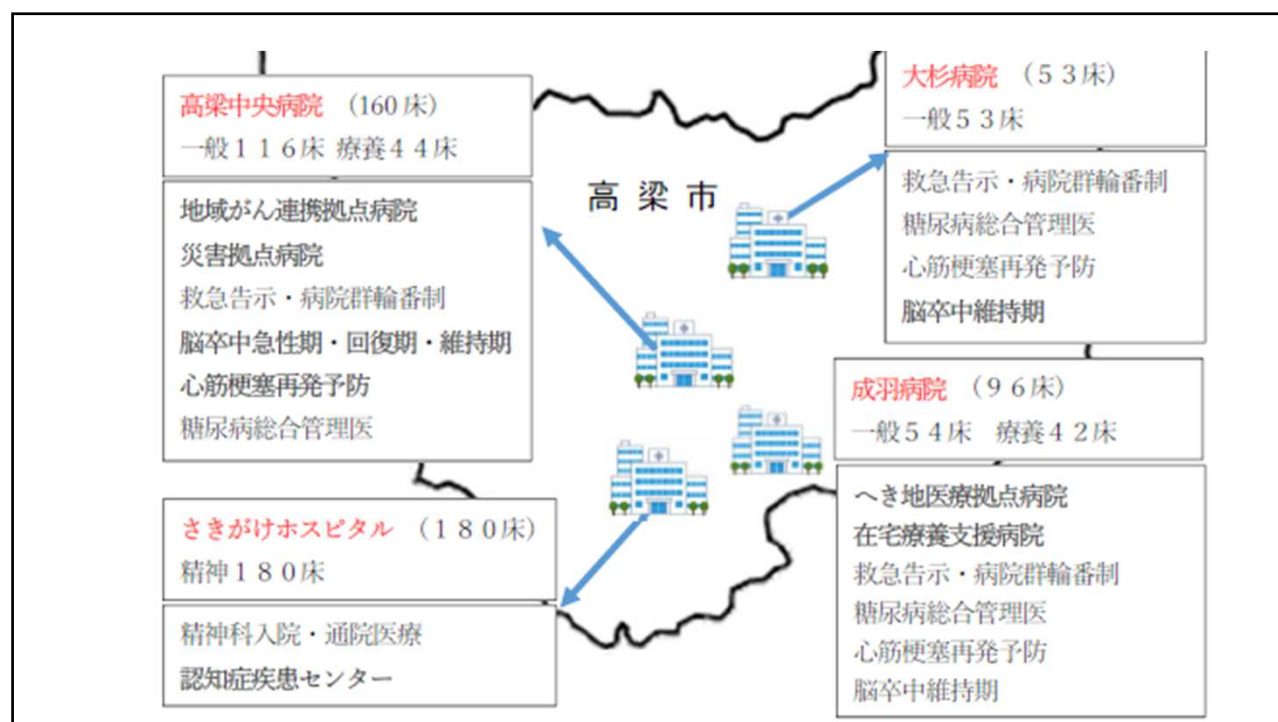 高梁中央病院 （160床）
一般１１６床 療養４４床
地域がん連携拠点病院
災害拠点病院
救急告示・病院群輪番制
脳卒中急性期・回復期・維持期
心筋梗塞再発予防
糖尿病総合管理医
高梁市
大杉病院 （５３床）
一般５３床
救急告示・病院群輪番制
糖尿病総合管理医
心筋梗塞再発予防
脳卒中維持期
さきがけホスピタル （１８０床）
精神１８０床
精神科入院・通院医療
認知症疾患センター
成羽病院 （９６床）
一般５４床　療養４２床
へき地医療拠点病院
在宅療養支援病院
救急告示・病院群輪番制
糖尿病総合管理医
心筋梗塞再発予防
脳卒中維持期